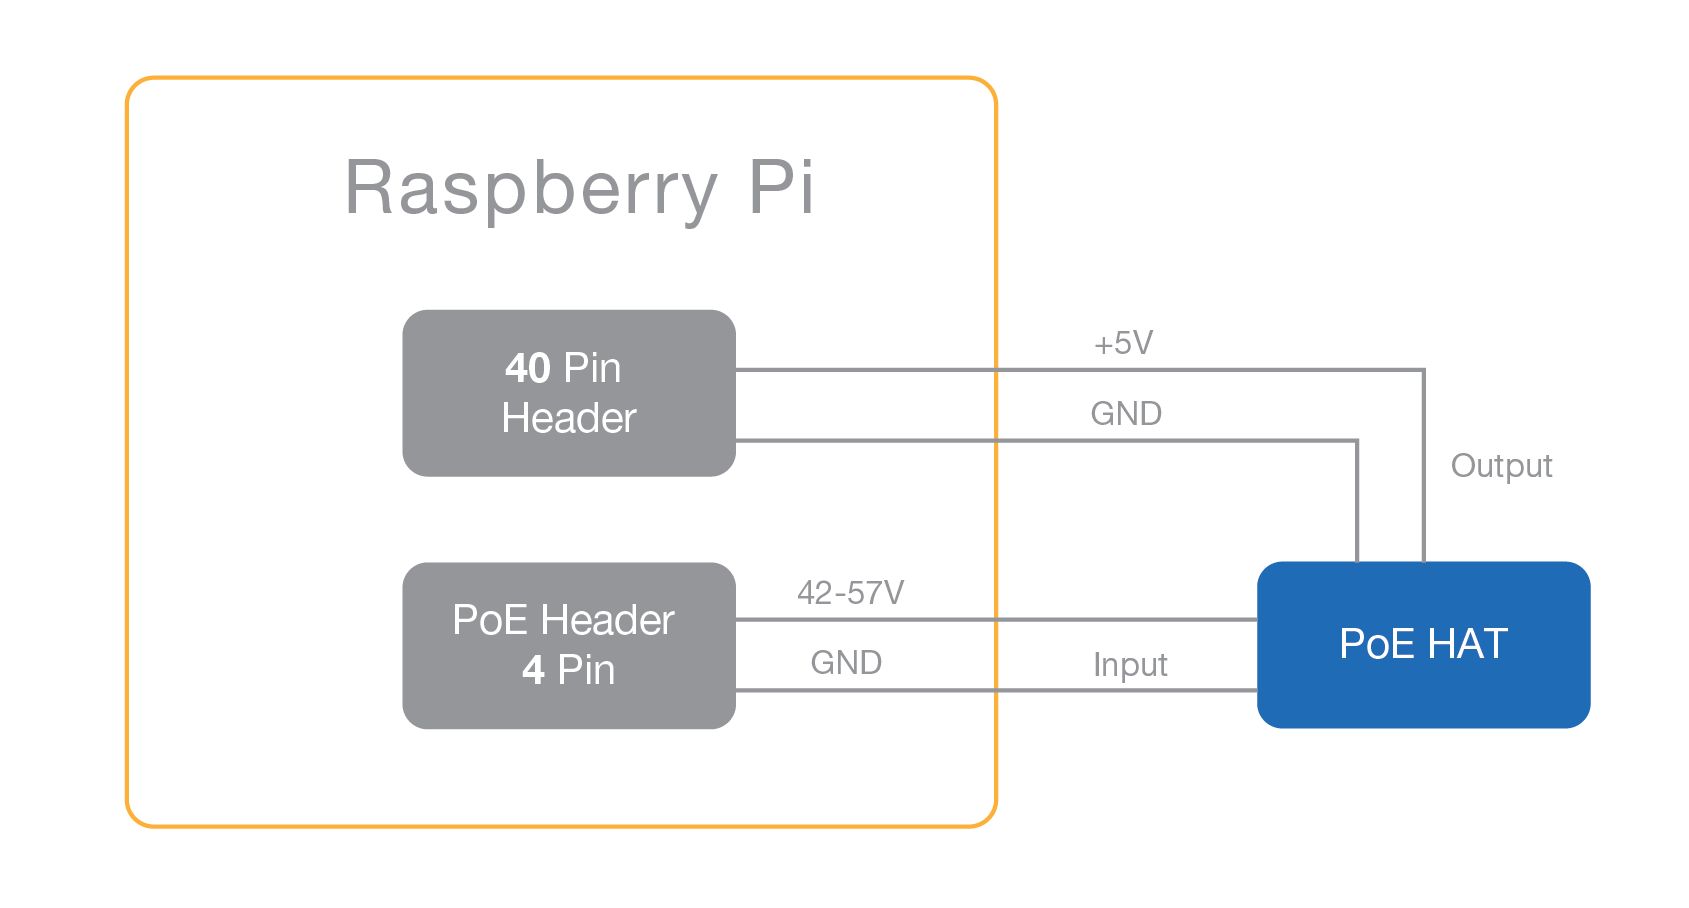 Raspberry Pi
40 Pin
Header
+5V
GND
Output
PoE Header
4 Pin
42-57V
GND
Input
PoE HAT